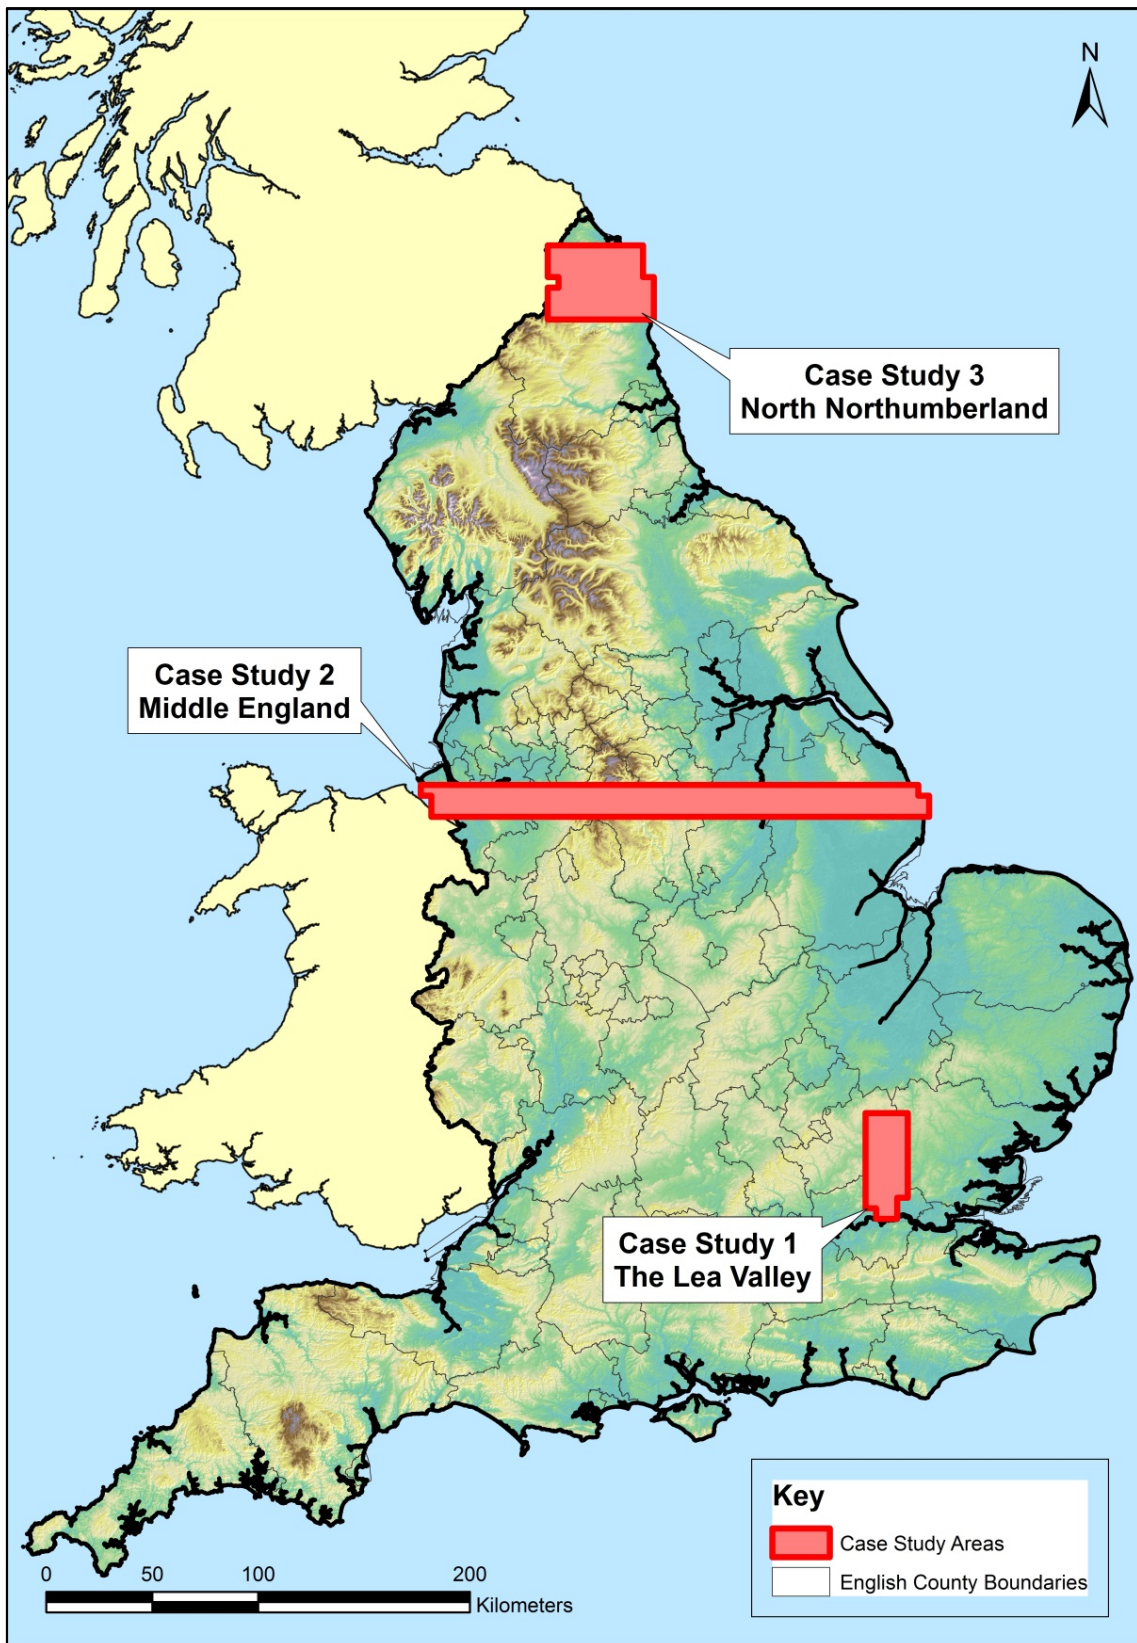 N
Case Study 3
North Northumberland
Case Study 2
Middle England
Case Study 1
The Lea Valley
Key
Case Study Areas
English County Boundaries
0 50 100 200
Kilometers